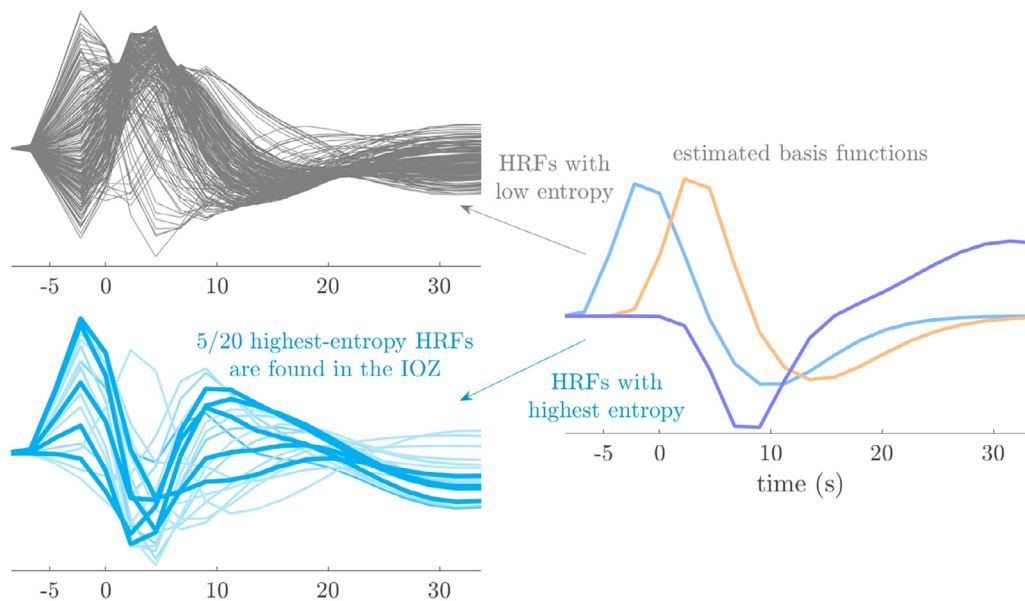 -5 0 10 20 30
HRFs with
low entropy
estimated basis functions
5/20 highest-entropy HRFs
are found in the IOZ
HRFs with
highest entropy
-5 0 10 20 30
-5 0 10 20 30
time (s)